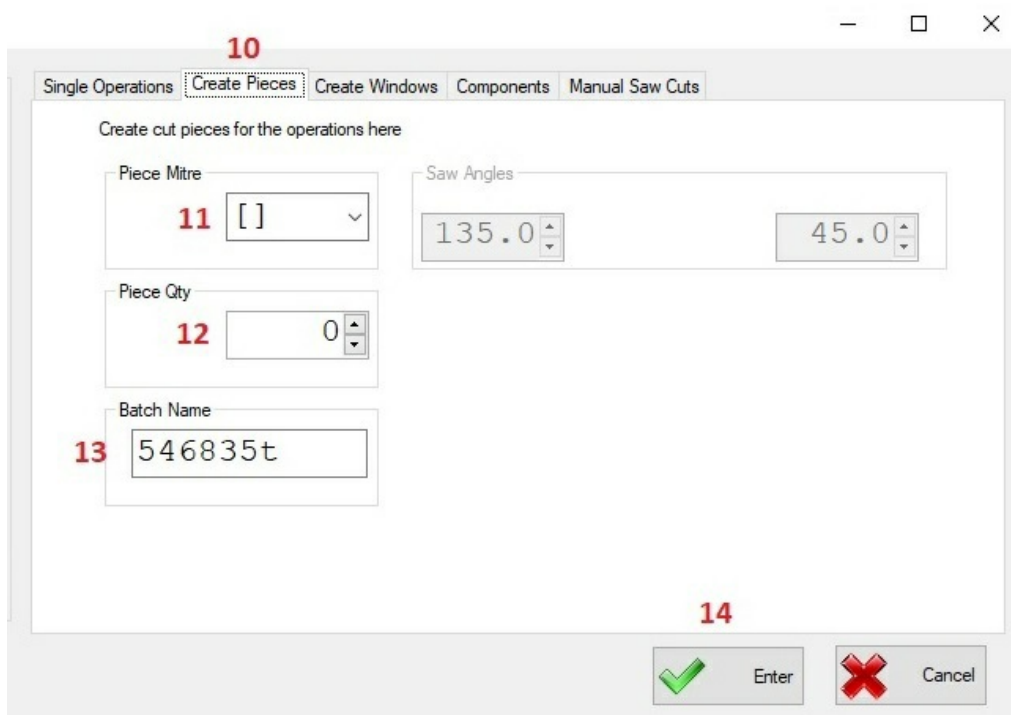 10
Single Operations Create Pieces Create Windows Components Manual Saw Cuts
Create cut pieces for the operations here
Piece Mitre Saw Angles
11 [] 135.0 45.0
Piece Qty
12 0
Batch Name
13 546835t
14
Enter Cancel